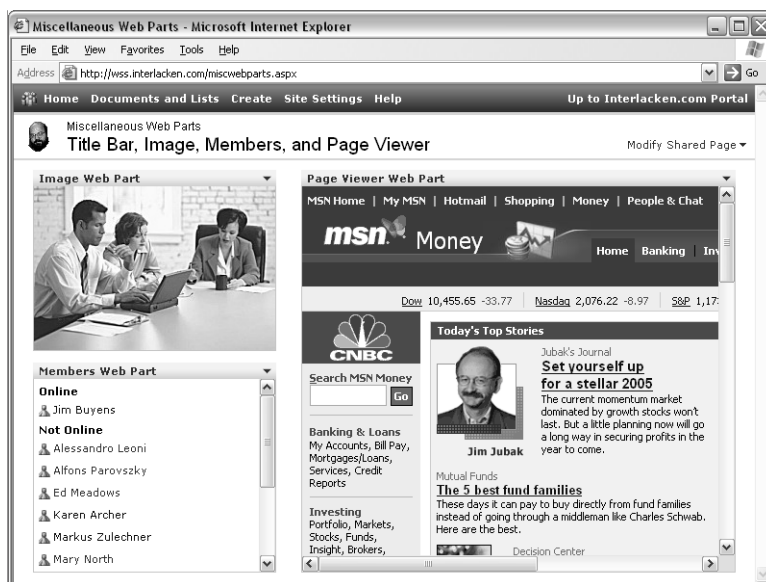 Miscellaneous Web Parts - Microsoft Internet Explorer
File Edit View Favorites Tools Help
Address http://wss.interlacken.com/miscwebparts.aspx Go
Home Documents and Lists Create Site Settings Help Up to Interlacken.com Portal
Miscellaneous Web Parts
Title Bar, Image, Members, and Page Viewer
Modify Shared Page
Image Web Part
Members Web Part
Online
Jim Buyens
Not Online
Alessandro Leoni
Alfons Parovszky
Ed Meadows
Karen Archer
Markus Zulechner
Mary North
Page Viewer Web Part
MSN Home | My MSN | Hotmail | Shopping | Money | People & Chat
msn Money
Home Banking Inv
Dow 10,455.65 -33.77 Nasdaq 2,076.22 -8.97 S&P 1,17
CNBC
Search MSN Money
Go
Banking & Loans
My Accounts, Bill Pay,
Mortgages/Loans,
Services, Credit
Reports
Investing
Portfolio, Markets,
Stocks, Funds,
Insight, Brokers,
Today's Top Stories
Jim Jubak
Jubak's Journal
Set yourself up
for a stellar 2005
The current momentum market
dominated by growth stocks won't
last. But a little planning now will go
a long way in securing profits in the
year to come.
Mutual Funds
The 5 best fund families
These days it can pay to buy directly from fund families
instead of going through a middleman like Charles Schwab.
Here are the best.
Decision Center